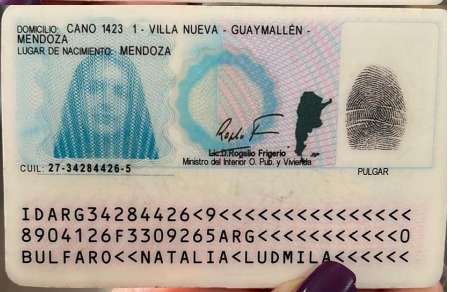 DOMICILIO: CANO 1423 1 - VILLA NUEVA - GUAYMALLÉN -
MENDOZA
LUGAR DE NACIMIENTO: MENDOZA
Lic.D.Rogelio Frigerio
Ministro del Interior O. Pub. y Vivienda
CUIL: 27-34284426-5
PULGAR
IDARG34284426<9<<<<<<<<<<<<<<<
8904126F3309265ARG<<<<<<<<<<<0
BULFARO<<NATALIA<LUDMILA<<<<<<